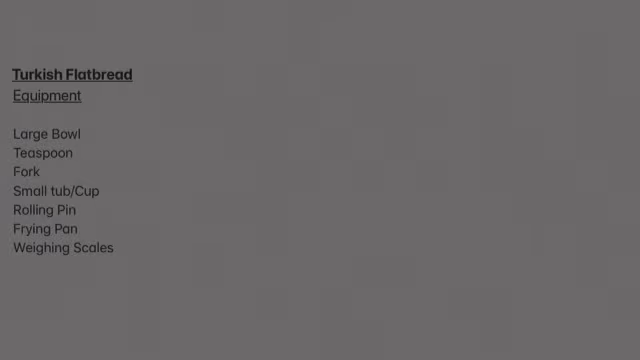 Turkish Flatbread
Equipment
Large Bowl
Teaspoon
Fork
Small tub/Cup
Rolling Pin
Frying Pan
Weighing Scales